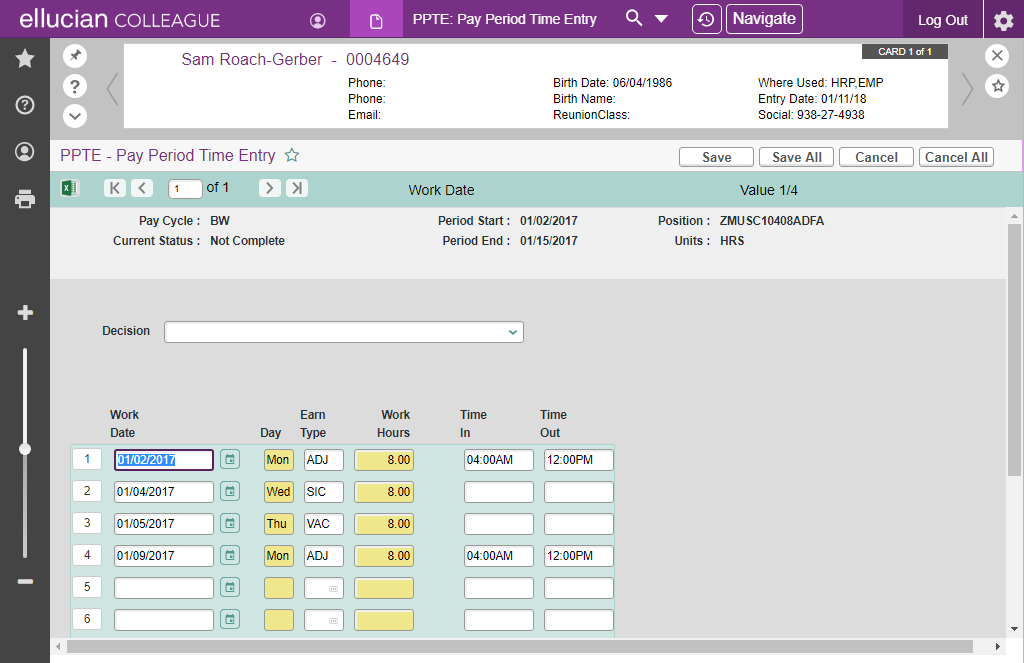 ellucian COLLEAGUE
PPTE: Pay Period Time Entry
Navigate
Log Out
CARD 1 of 1
Sam Roach-Gerber - 0004649
Phone: Birth Date: 06/04/1986 Where Used: HRP,EMP
Phone: Birth Name: Entry Date: 01/11/18
Email: ReunionClass: Social: 938-27-4938
PPTE - Pay Period Time Entry
Save Save All Cancel Cancel All
1 of 1 Work Date Value 1/4
Pay Cycle : BW Period Start : 01/02/2017 Position : ZMUSC10408ADFA
Current Status : Not Complete Period End : 01/15/2017 Units : HRS
Decision
Work Earn Work Time Time
Date Day Type Hours In Out
1 01/02/2017 Mon ADJ 8.00 04:00AM 12:00PM
2 01/04/2017 Wed SIC 8.00
3 01/05/2017 Thu VAC 8.00
4 01/09/2017 Mon ADJ 8.00 04:00AM 12:00PM
5
6